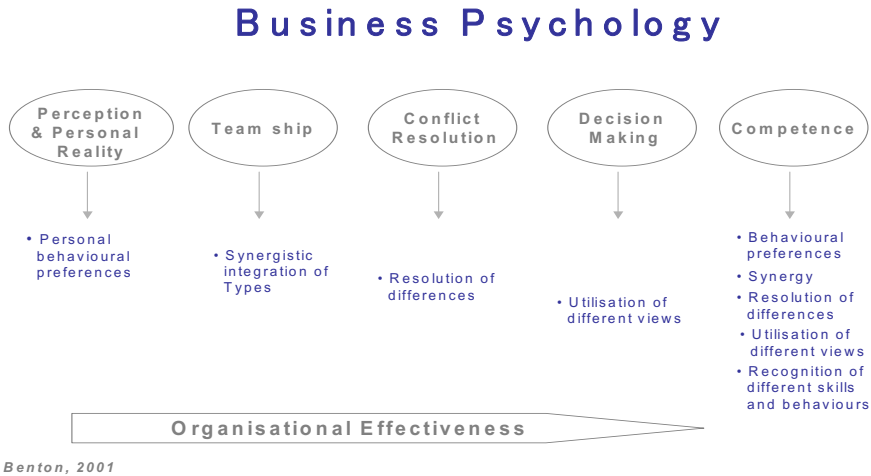 Business Psychology
Perception
& Personal
Reality
Team ship
Conflict
Resolution
Decision
Making
Competence
• Personal
behavioural
preferences
• Synergistic
integration of
Types
• Resolution of
differences
• Utilisation of
different views
• Behavioural
preferences
• Synergy
• Resolution of
differences
• Utilisation of
different views
• Recognition of
different skills
and behaviours
Organisational Effectiveness
Benton, 2001